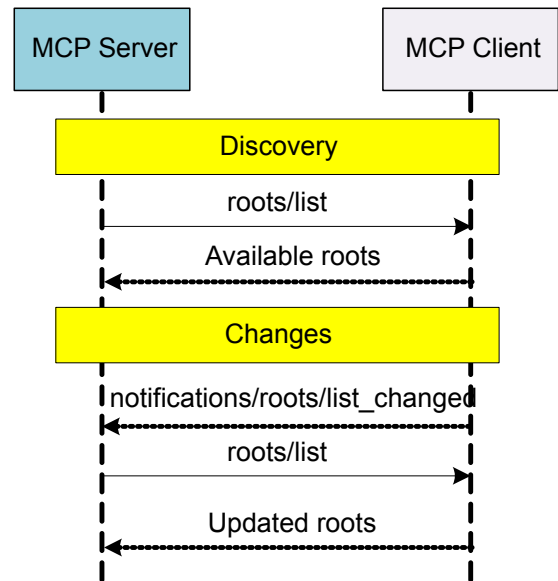 MCP Server
MCP Client
Discovery
roots/list
Available roots
Changes
notifications/roots/list_changed
roots/list
Updated roots